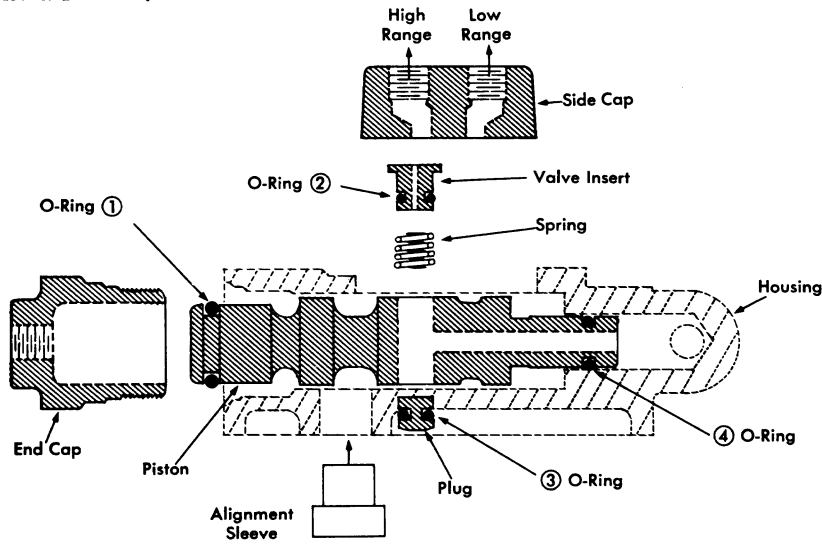 High
Range
Low
Range
Side Cap
O-Ring ②
Valve Insert
O-Ring ①
Spring
Housing
End Cap
Piston
Plug
③ O-Ring
④ O-Ring
Alignment
Sleeve